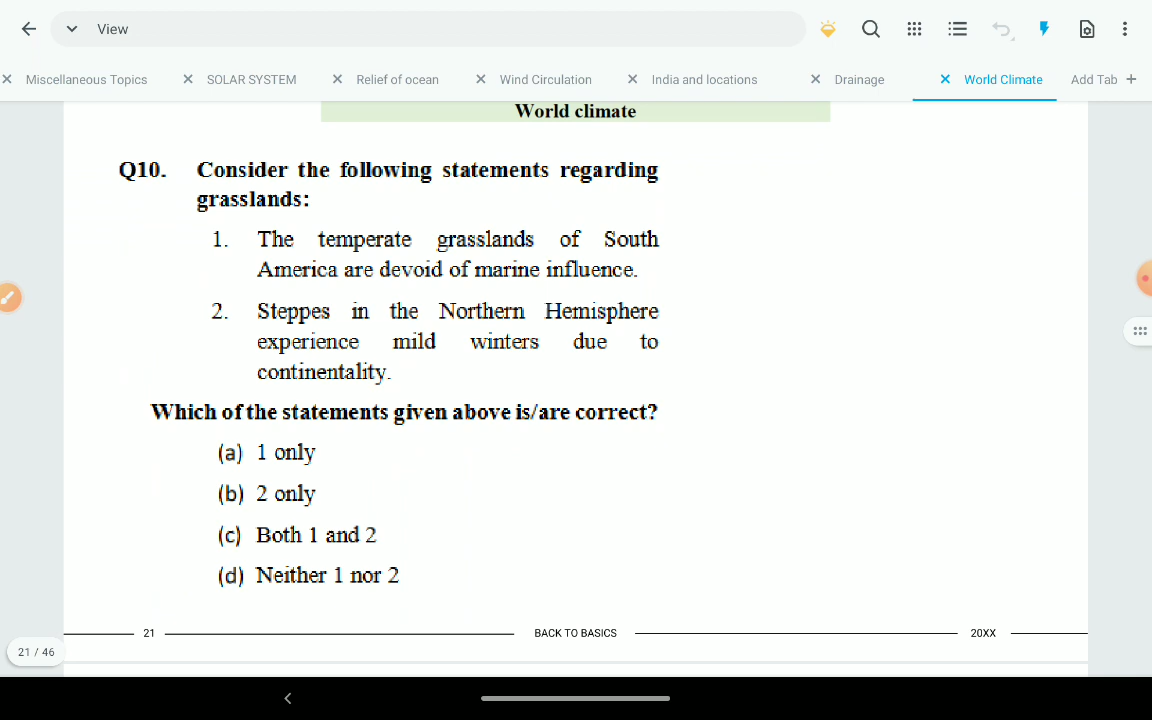 View
Miscellaneous Topics
SOLAR SYSTEM
Relief of ocean
Wind Circulation
India and locations
Drainage
World Climate
Add Tab +
World climate
Q10. Consider the following statements regarding
grasslands:
1. The temperate grasslands of South
America are devoid of marine influence.
2. Steppes in the Northern Hemisphere
experience mild winters due to
continentality.
Which of the statements given above is/are correct?
(a) 1 only
(b) 2 only
(c) Both 1 and 2
(d) Neither 1 nor 2
21 BACK TO BASICS 20XX
21 / 46